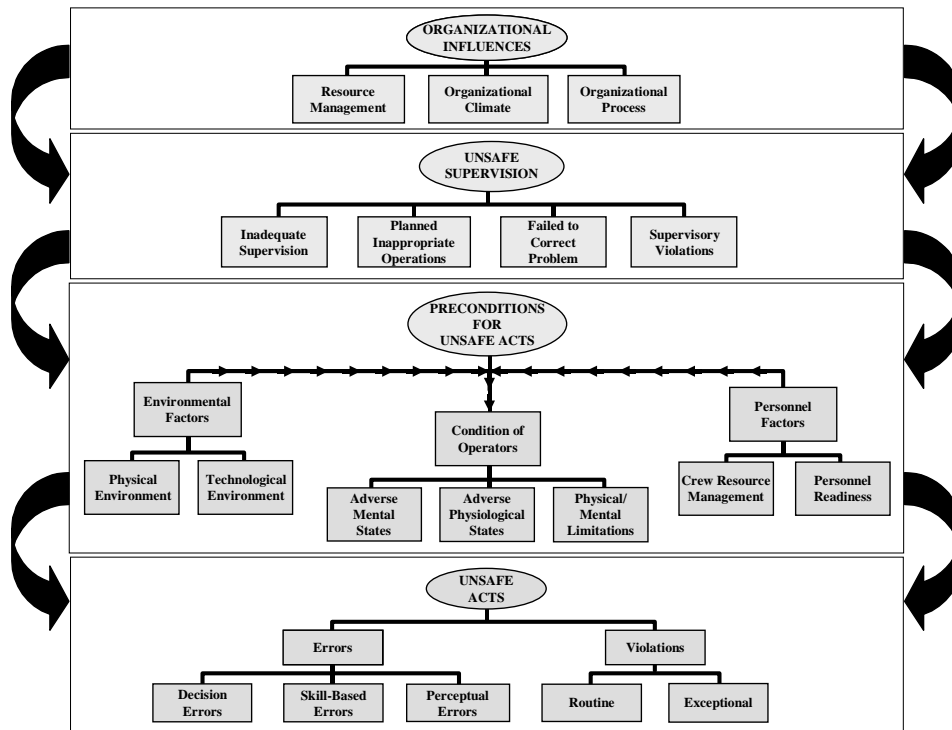 ORGANIZATIONAL
INFLUENCES
Resource
Management
Organizational
Climate
Organizational
Process
UNSAFE
SUPERVISION
Inadequate
Supervision
Planned
Inappropriate
Operations
Failed to
Correct
Problem
Supervisory
Violations
PRECONDITIONS
FOR
UNSAFE ACTS
Environmental
Factors
Condition of
Operators
Personnel
Factors
Physical
Environment
Technological
Environment
Adverse
Mental
States
Adverse
Physiological
States
Physical/
Mental
Limitations
Crew Resource
Management
Personnel
Readiness
UNSAFE
ACTS
Errors
Violations
Decision
Errors
Skill-Based
Errors
Perceptual
Errors
Routine
Exceptional